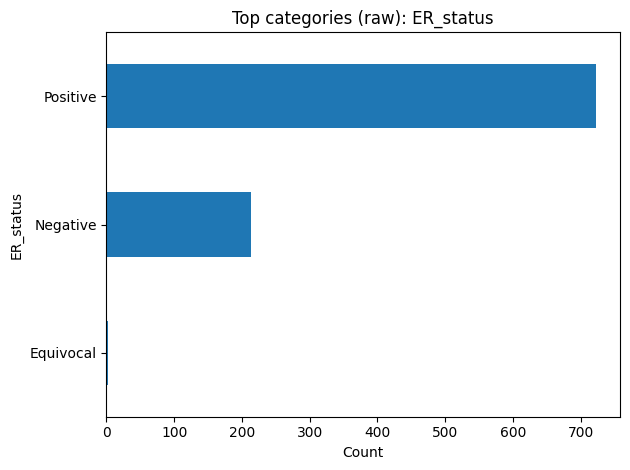 Top categories (raw): ER_status
Positive
Negative
Equivocal
ER_status
0 100 200 300 400 500 600 700
Count